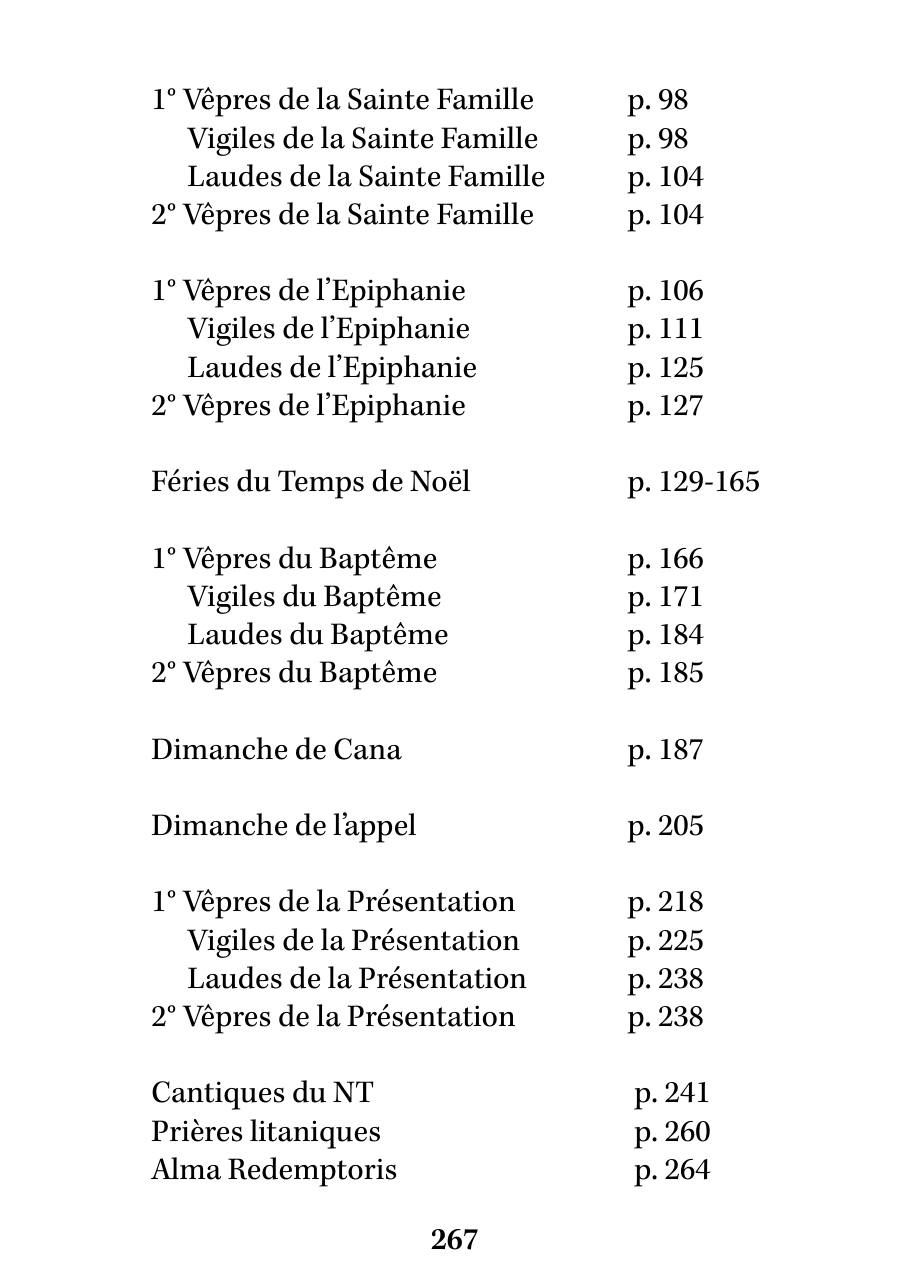 1° Vêpres de la Sainte Famille p. 98
Vigiles de la Sainte Famille p. 98
Laudes de la Sainte Famille p. 104
2° Vêpres de la Sainte Famille p. 104
1° Vêpres de l’Epiphanie p. 106
Vigiles de l’Epiphanie p. 111
Laudes de l’Epiphanie p. 125
2° Vêpres de l’Epiphanie p. 127
Féries du Temps de Noël p. 129-165
1° Vêpres du Baptême p. 166
Vigiles du Baptême p. 171
Laudes du Baptême p. 184
2° Vêpres du Baptême p. 185
Dimanche de Cana p. 187
Dimanche de l’appel p. 205
1° Vêpres de la Présentation p. 218
Vigiles de la Présentation p. 225
Laudes de la Présentation p. 238
2° Vêpres de la Présentation p. 238
Cantiques du NT p. 241
Prières litaniques p. 260
Alma Redemptoris p. 264
267